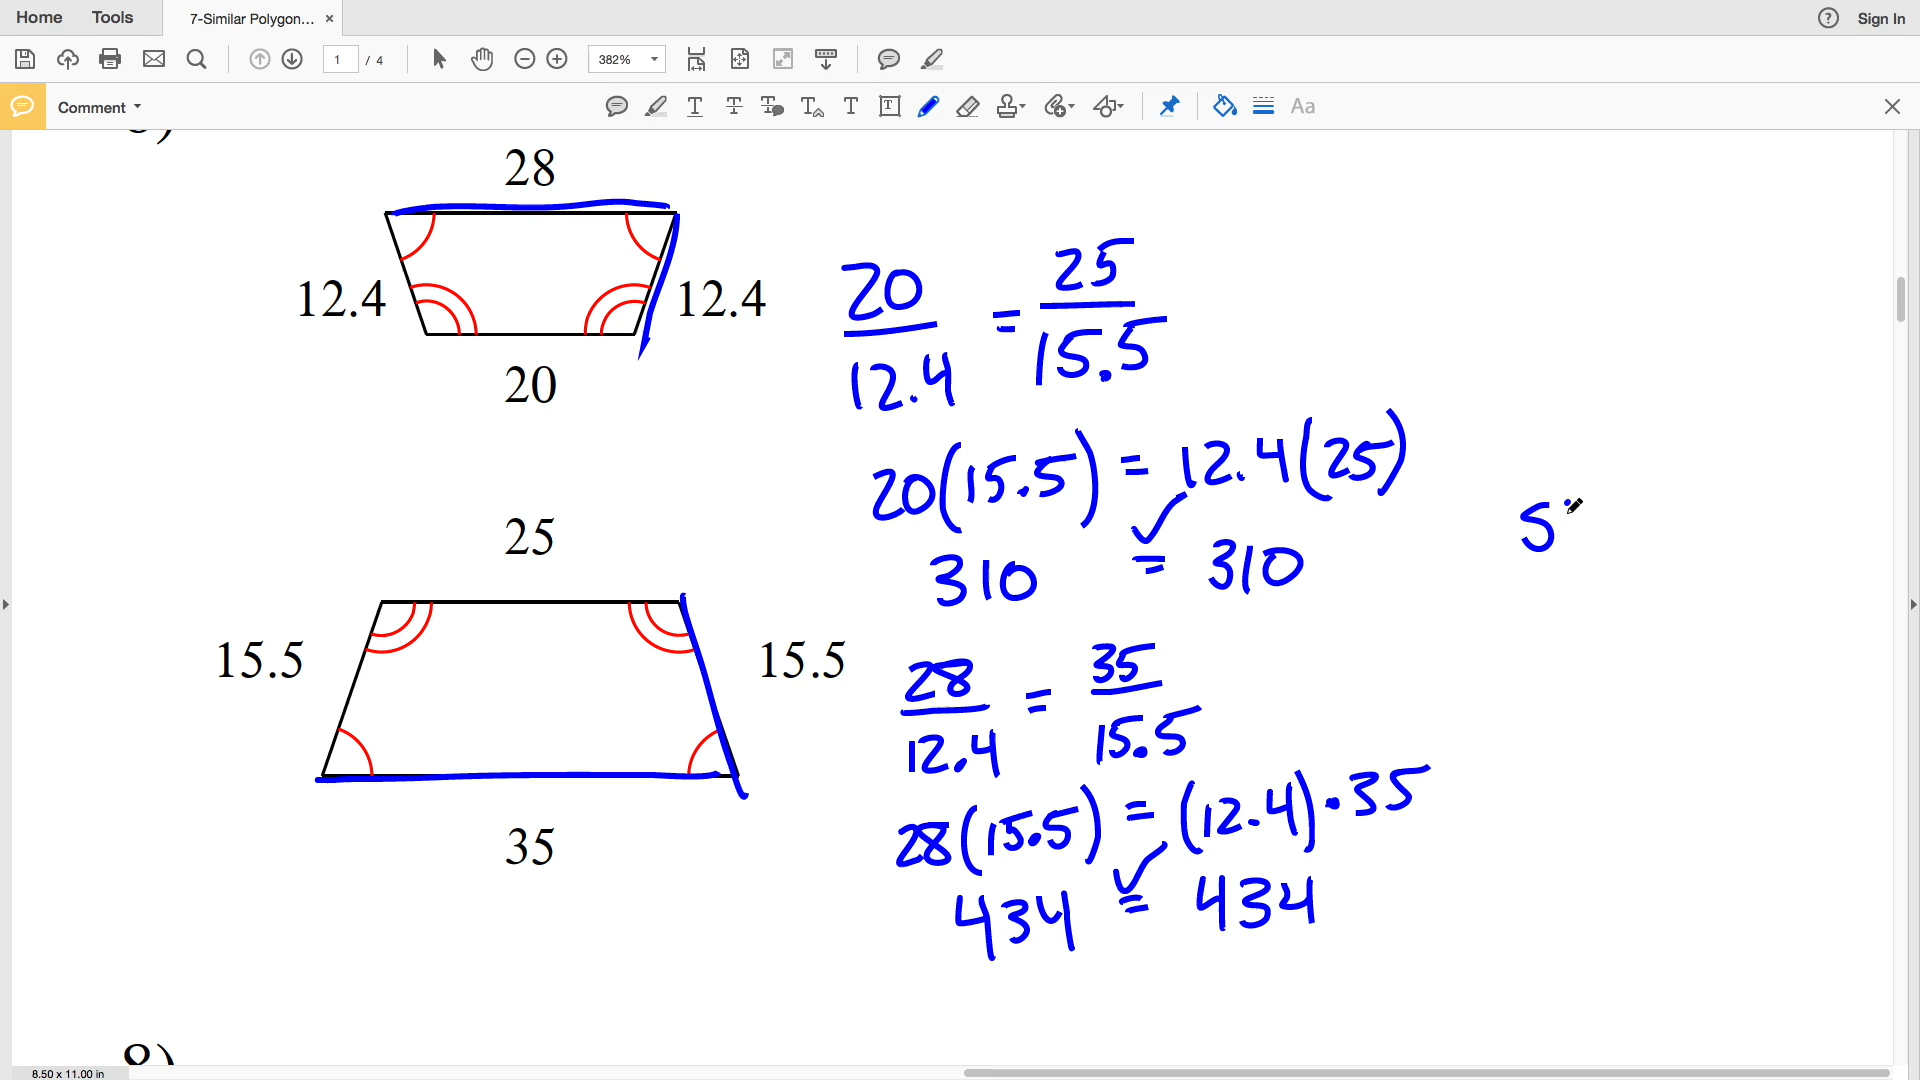 Home Tools 7-Similar Polygon... × ? Sign In
1 / 4 382%
Comment Aa
28
12.4 12.4
20
25
15.5 15.5
35
20/12.4 = 25/15.5
20(15.5) = 12.4(25)
310 = 310
28/12.4 = 35/15.5
28(15.5) = (12.4)·35
434 = 434
S
8)
8.50 x 11.00 in